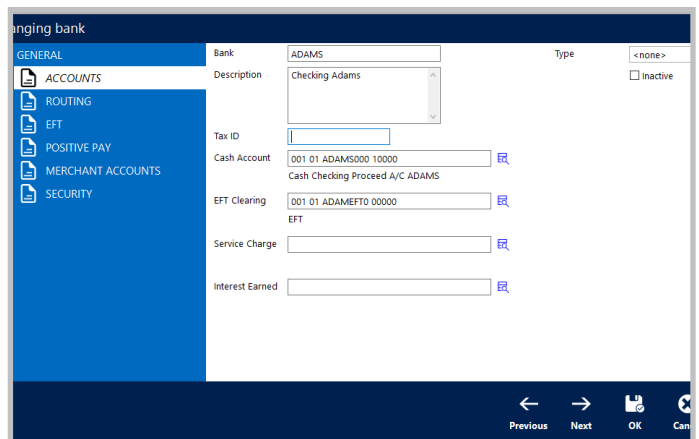 anging bank
GENERAL
ACCOUNTS
ROUTING
EFT
POSITIVE PAY
MERCHANT ACCOUNTS
SECURITY
Bank ADAMS Type <none>
Description Checking Adams Inactive
Tax ID
Cash Account 001 01 ADAMS000 10000
Cash Checking Proceed A/C ADAMS
EFT Clearing 001 01 ADAMEFT0 00000
EFT
Service Charge
Interest Earned
Previous Next OK Can